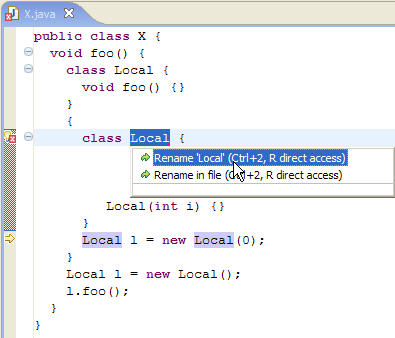 X.java
public class X {
void foo() {
class Local {
void foo() {}
}
{
class Local {
Rename 'Local' (Ctrl+2, R direct access)
Rename in file (Ctrl+2, R direct access)
Local(int i) {}
}
Local l = new Local(0);
}
Local l = new Local();
l.foo();
}
}